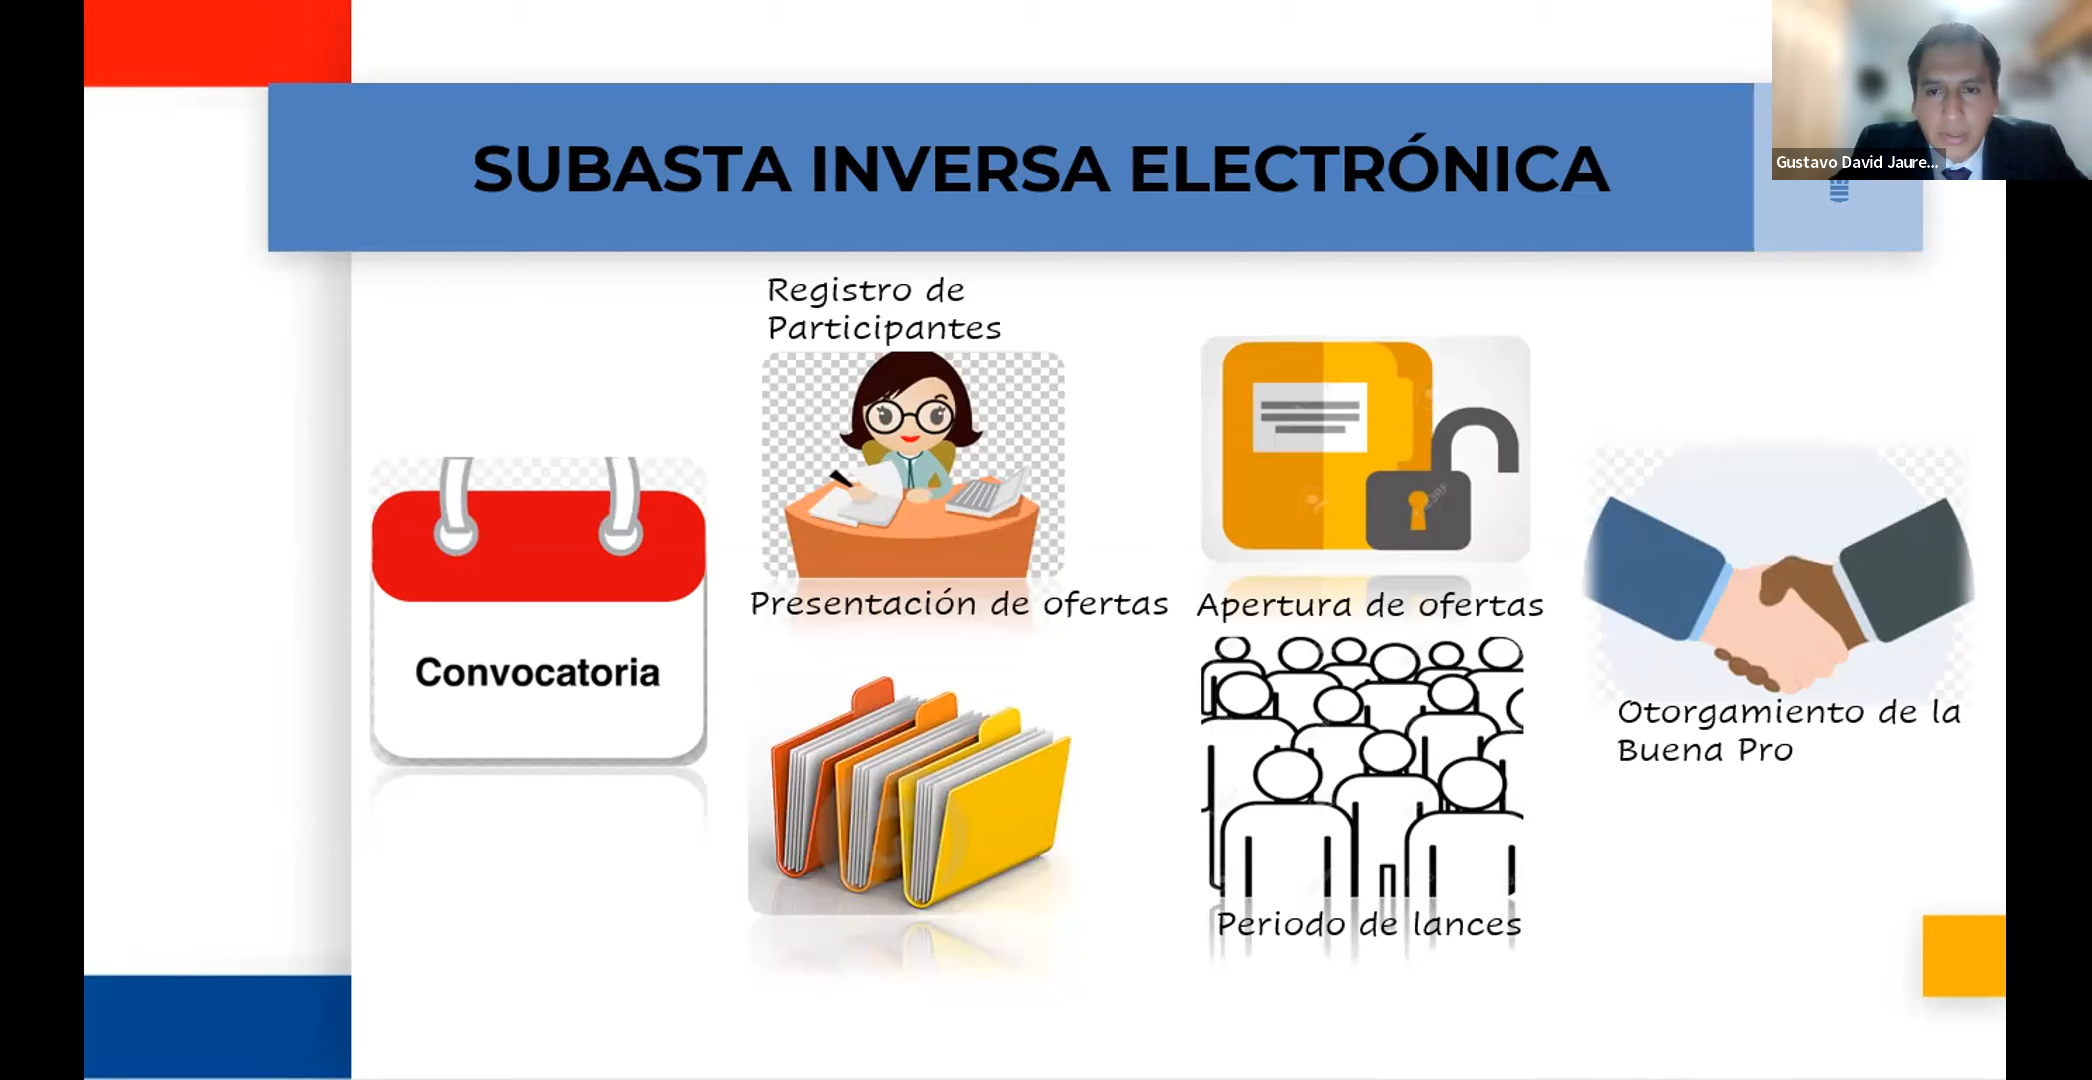 SUBASTA INVERSA ELECTRÓNICA
Gustavo David Jaure...
Registro de
Participantes
Convocatoria
Presentación de ofertas
Apertura de ofertas
Periodo de lances
Otorgamiento de la
Buena Pro